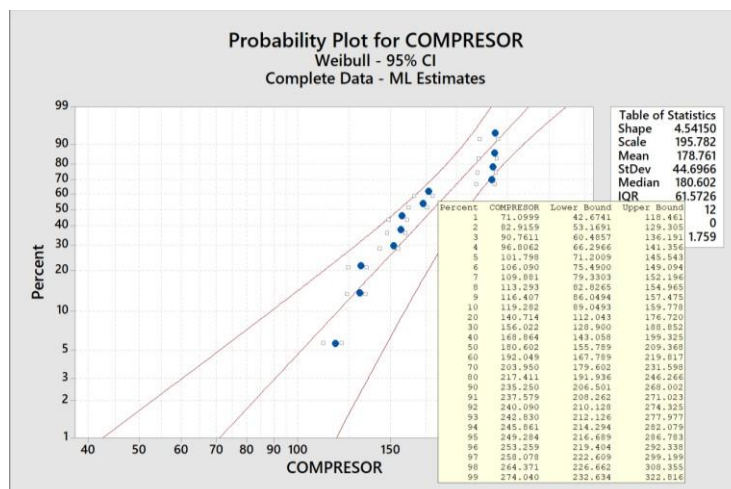 Probability Plot for COMPRESOR
Weibull - 95% CI
Complete Data - ML Estimates
99
90
80
70
60
50
40
30
20
10
5
3
2
1
Percent
40
50
60
70
80
90
100
150
COMPRESOR
Table of Statistics
Shape 4.54150
Scale 195.782
Mean 178.761
StDev 44.6966
Median 180.602
IQR 61.5726
12
0
1.759
Percent COMPRESOR Lower Bound Upper Bound
1 71.0999 42.6741 118.461
2 82.9159 53.1691 129.305
3 90.7611 60.4857 136.191
4 96.8062 66.2966 141.356
5 101.798 71.2009 145.543
6 106.090 75.4900 149.094
7 109.881 79.3303 152.196
8 113.293 82.8265 154.965
9 116.407 86.0494 157.475
10 119.282 89.0493 159.778
20 140.714 112.043 176.720
30 156.022 128.900 188.852
40 168.864 143.058 199.325
50 180.602 155.789 209.368
60 192.049 167.789 219.817
70 203.950 179.602 231.598
80 217.411 191.936 246.266
90 235.250 206.501 268.002
91 237.579 208.262 271.023
92 240.090 210.128 274.325
93 242.830 212.126 277.977
94 245.861 214.294 282.079
95 249.284 216.689 286.783
96 253.259 219.404 292.338
97 258.078 222.609 299.199
98 264.371 226.662 308.355
99 274.040 232.634 322.816